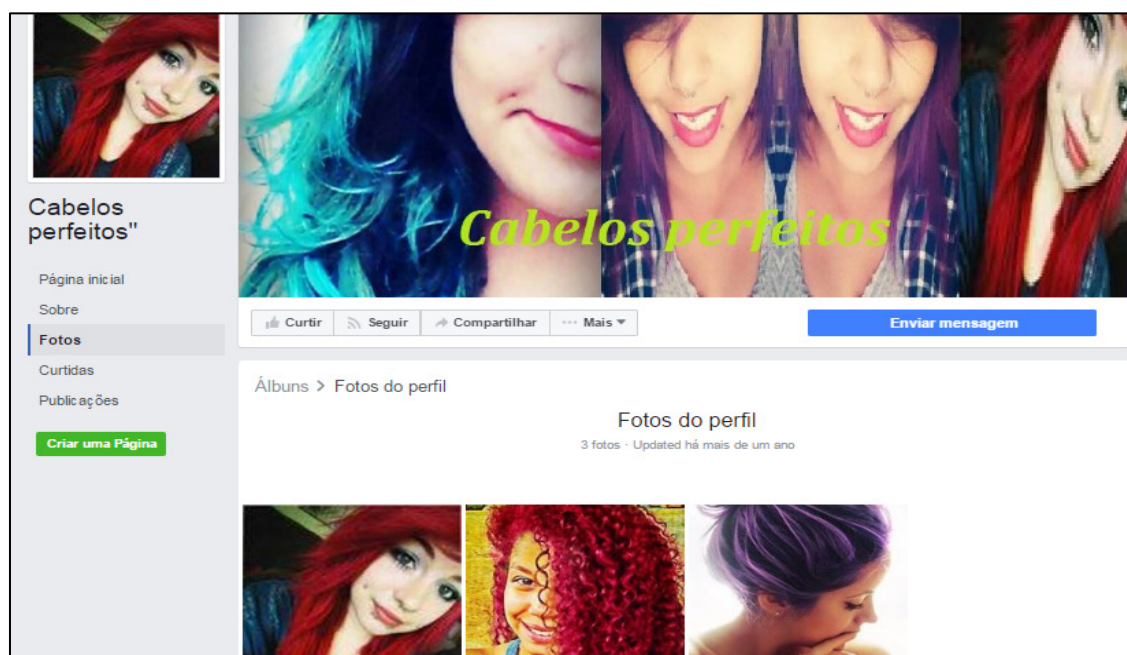 Cabelos
perfeitos"
Página inicial
Sobre
Fotos
Curtidas
Publicações
Criar uma Página
Cabelos perfeitos
Curtir
Seguir
Compartilhar
Mais
Enviar mensagem
Álbuns > Fotos do perfil
Fotos do perfil
3 fotos · Updated há mais de um ano